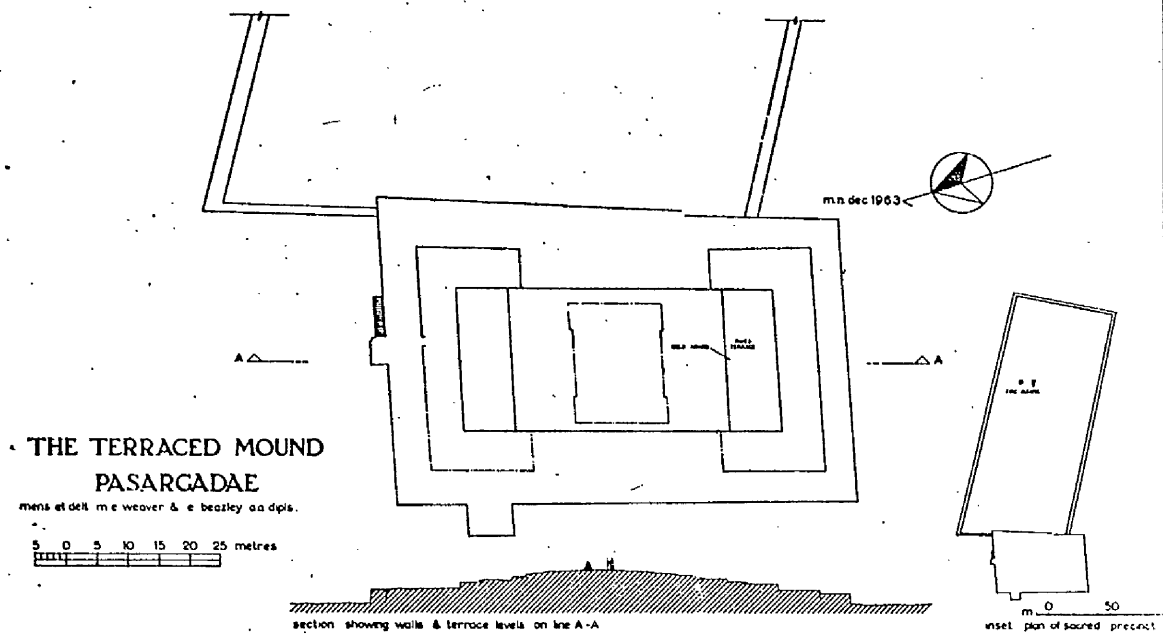 m.n dec 1963
A
A
THE TERRACED MOUND
PASARGADAE
mens et delt m e weaver & e beazley aa dipls.
5 0 5 10 15 20 25 metres
A
section showing walls & terrace levels on line A-A
m 0 50
inset plan of sacred precinct